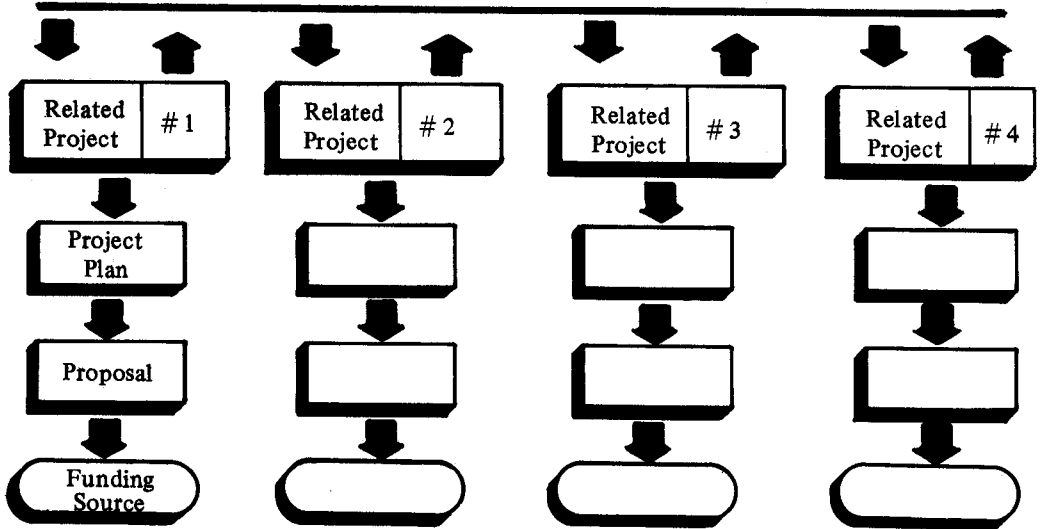 Related
Project
# 1
Related
Project
# 2
Related
Project
# 3
Related
Project
# 4
Project
Plan
Proposal
Funding
Source